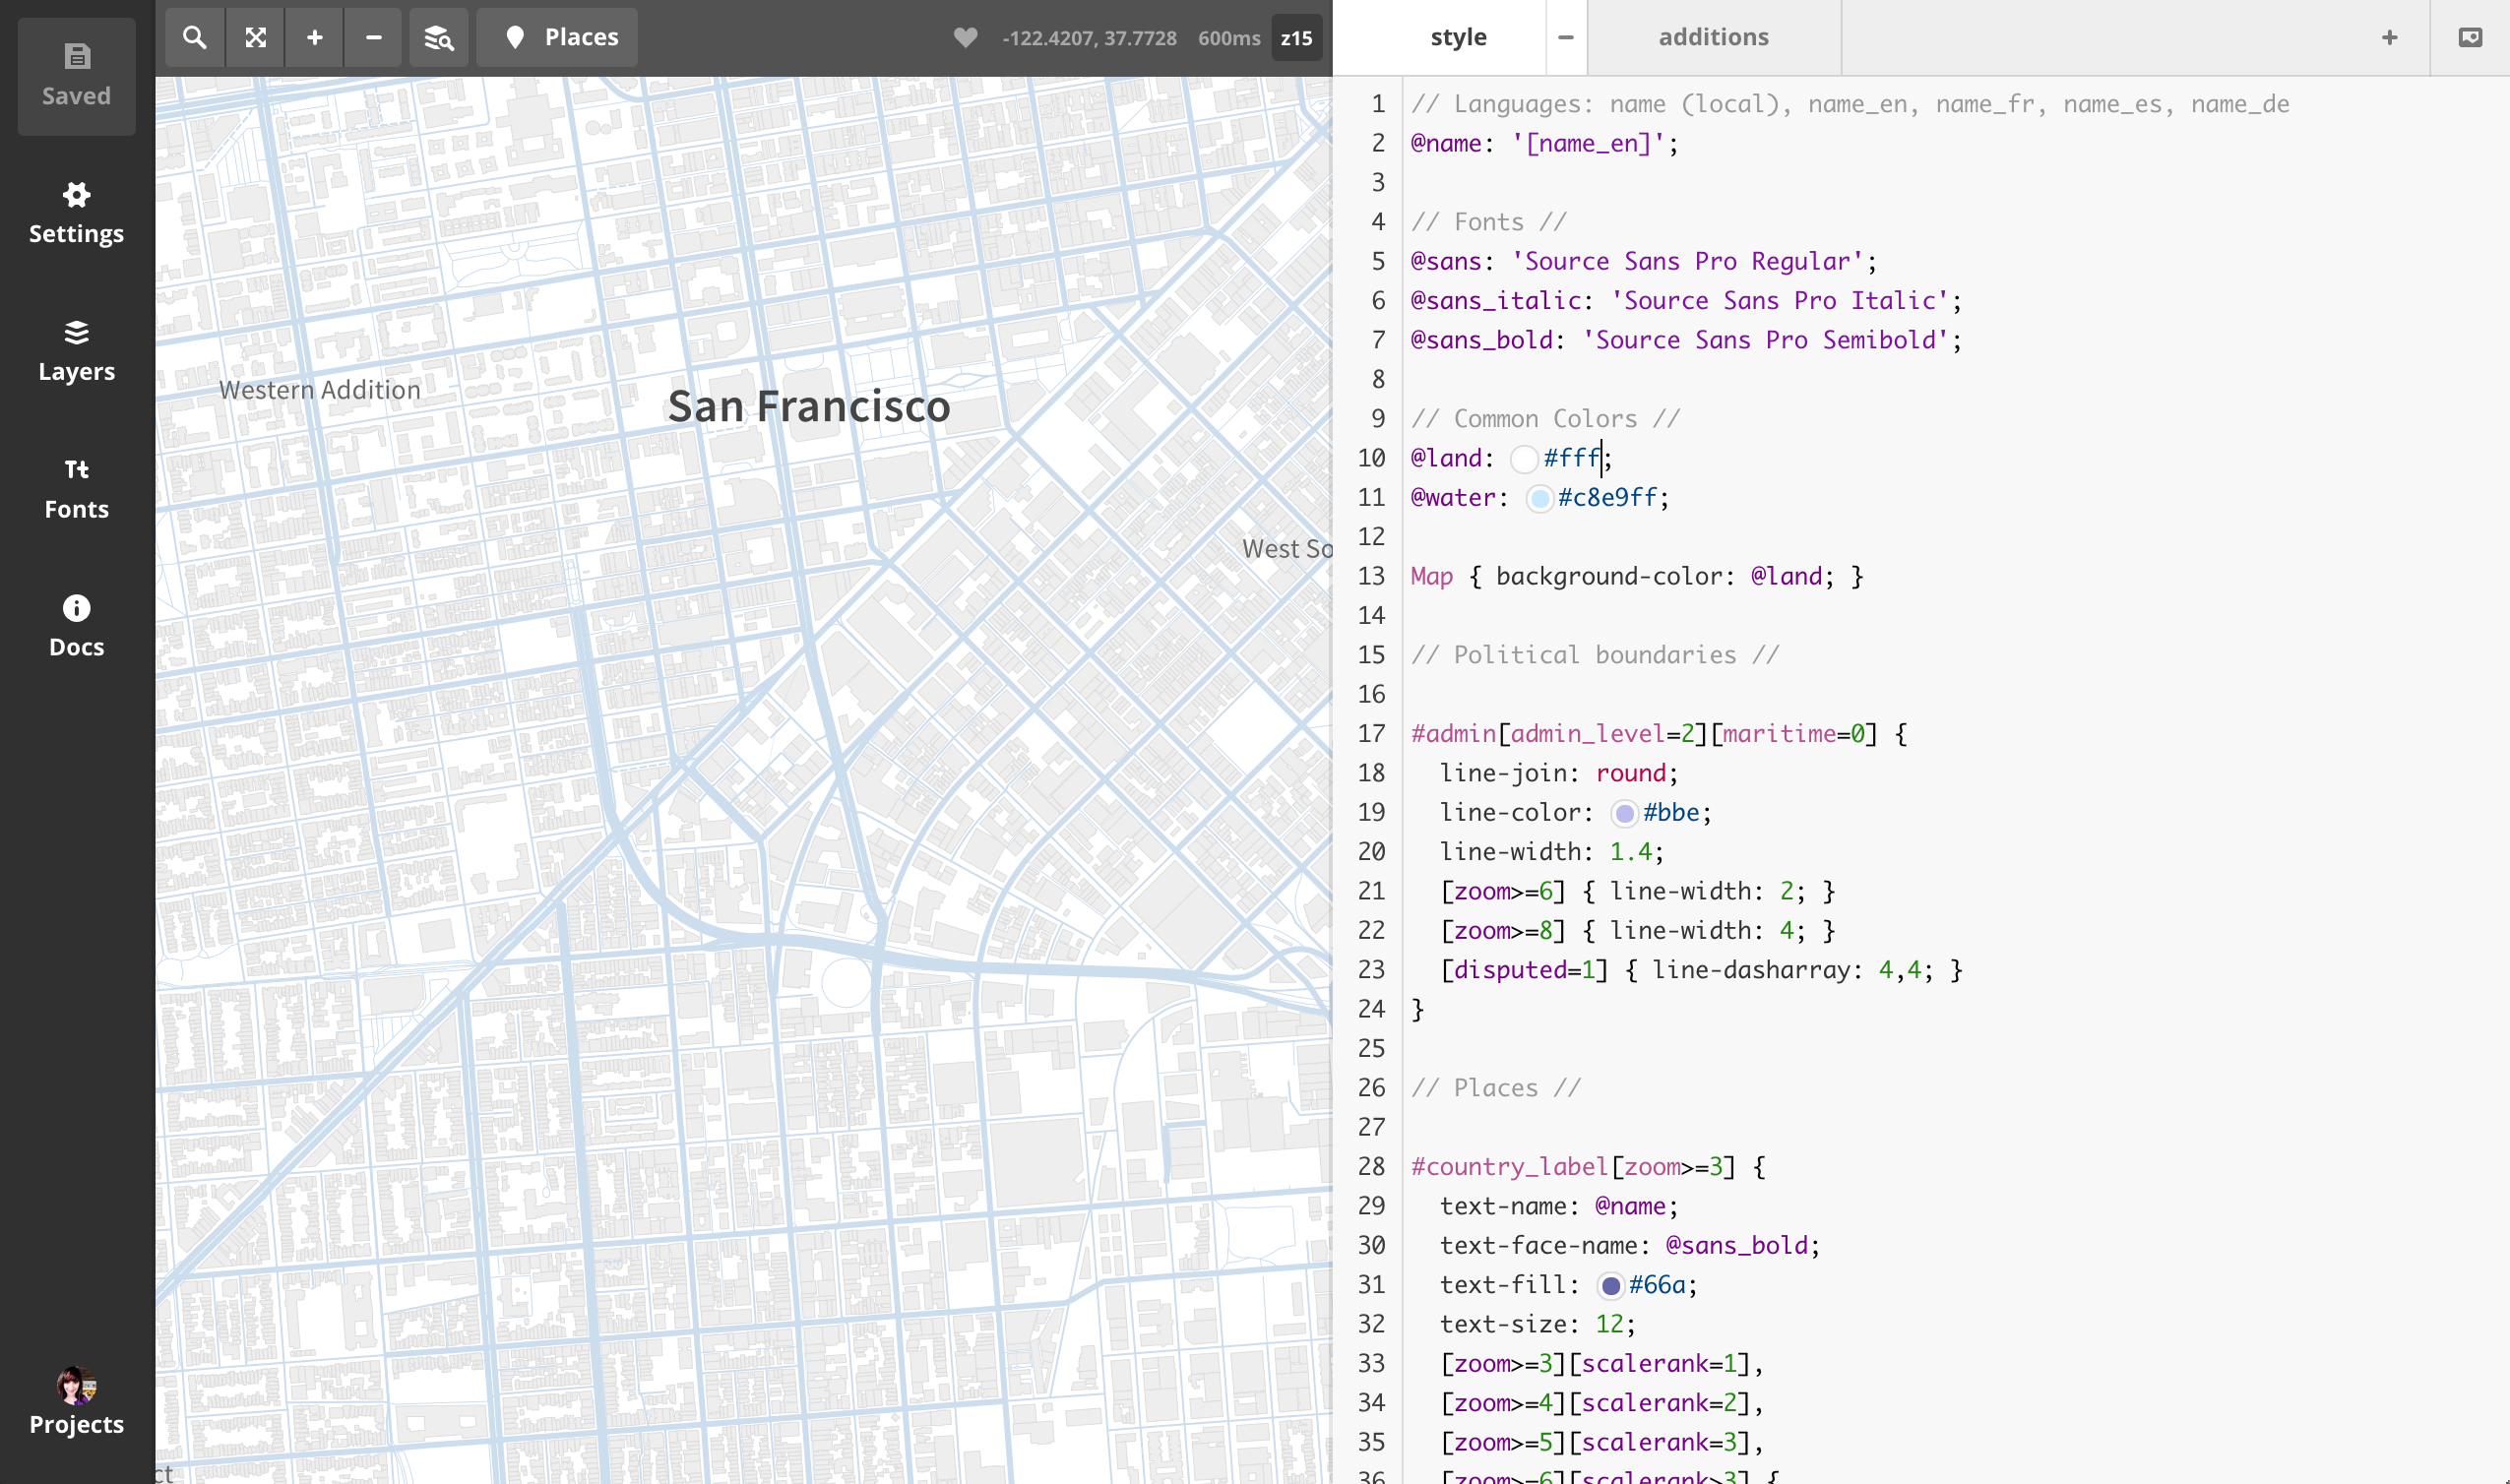 Saved
Settings
Layers
Tt
Fonts
Docs
Projects
Places
-122.4207, 37.7728 600ms z15
Western Addition
San Francisco
West So
ct
style
additions
1 // Languages: name (local), name_en, name_fr, name_es, name_de
2 @name: '[name_en]';
3
4 // Fonts //
5 @sans: 'Source Sans Pro Regular';
6 @sans_italic: 'Source Sans Pro Italic';
7 @sans_bold: 'Source Sans Pro Semibold';
8
9 // Common Colors //
10 @land: #fff;
11 @water: #c8e9ff;
12
13 Map { background-color: @land; }
14
15 // Political boundaries //
16
17 #admin[admin_level=2][maritime=0] {
18 line-join: round;
19 line-color: #bbe;
20 line-width: 1.4;
21 [zoom>=6] { line-width: 2; }
22 [zoom>=8] { line-width: 4; }
23 [disputed=1] { line-dasharray: 4,4; }
24 }
25
26 // Places //
27
28 #country_label[zoom>=3] {
29 text-name: @name;
30 text-face-name: @sans_bold;
31 text-fill: #66a;
32 text-size: 12;
33 [zoom>=3][scalerank=1],
34 [zoom>=4][scalerank=2],
35 [zoom>=5][scalerank=3],
36 [zoom>=6][scalerank>3] {